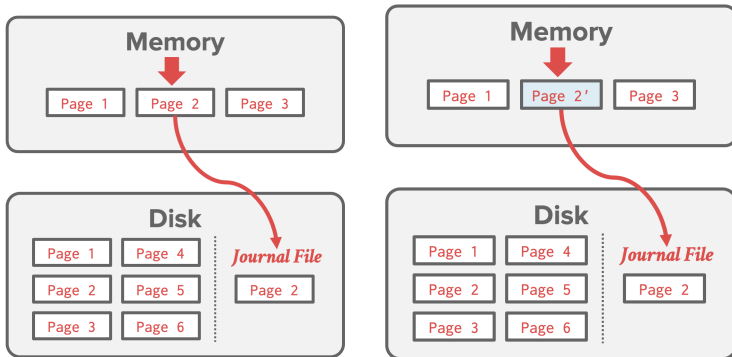 Memory
Page 1 Page 2 Page 3
Disk
Page 1 Page 4
Journal File
Page 2 Page 5
Page 2
Page 3 Page 6
Memory
Page 1 Page 2' Page 3
Disk
Page 1 Page 4
Journal File
Page 2 Page 5
Page 2
Page 3 Page 6